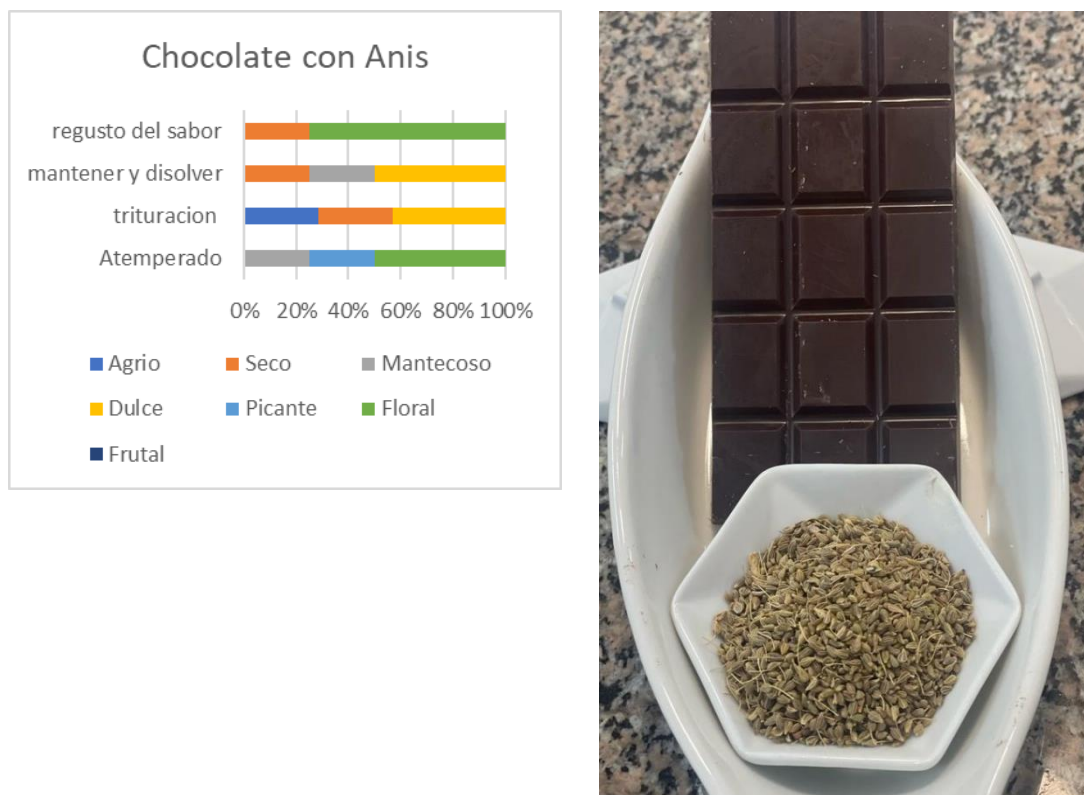 Chocolate con Anis
regusto del sabor
mantener y disolver
trituracion
Atemperado
0% 20% 40% 60% 80% 100%
Agrio Seco Mantecoso
Dulce Picante Floral
Frutal